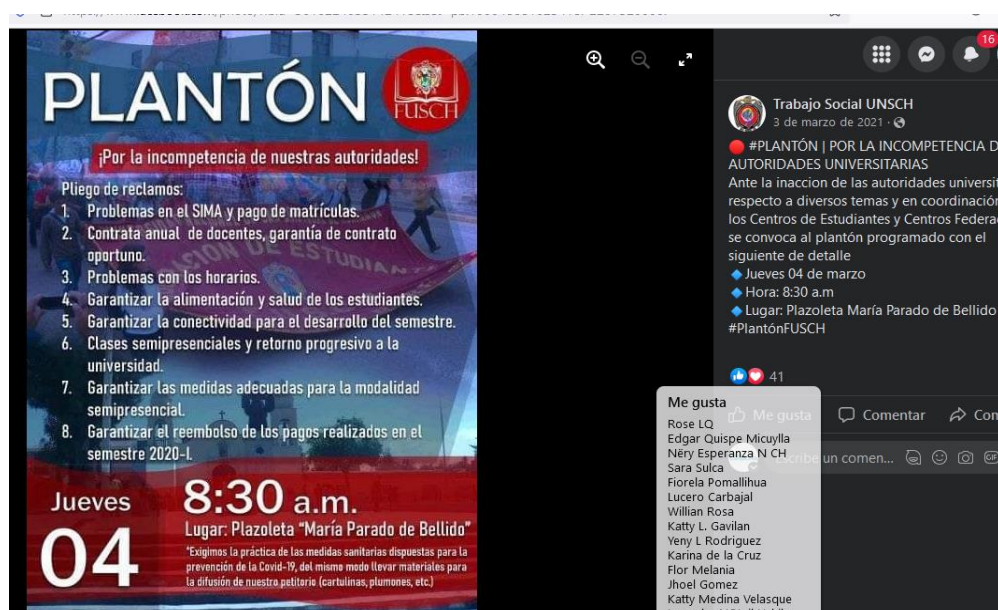 PLANTÓN
FUSCH
¡Por la incompetencia de nuestras autoridades!
Pliego de reclamos:
1. Problemas en el SIMA y pago de matrículas.
2. Contrata anual de docentes, garantía de contrato
oportuno.
3. Problemas con los horarios.
4. Garantizar la alimentación y salud de los estudiantes.
5. Garantizar la conectividad para el desarrollo del semestre.
6. Clases semipresenciales y retorno progresivo a la
universidad.
7. Garantizar las medidas adecuadas para la modalidad
semipresencial.
8. Garantizar el reembolso de los pagos realizados en el
semestre 2020-I.
Jueves
04
8:30 a.m.
Lugar: Plazoleta "María Parado de Bellido"
*Exigimos la práctica de las medidas sanitarias dispuestas para la
prevención de la Covid-19, del mismo modo llevar materiales para
la difusión de nuestro petitorio (cartulinas, plumones, etc.)
16
Trabajo Social UNSCH
3 de marzo de 2021
#PLANTÓN | POR LA INCOMPETENCIA D
AUTORIDADES UNIVERSITARIAS
Ante la inaccion de las autoridades universit
respecto a diversos temas y en coordinación
los Centros de Estudiantes y Centros Federa
se convoca al plantón programado con el
siguiente de detalle
Jueves 04 de marzo
Hora: 8:30 a.m
Lugar: Plazoleta María Parado de Bellido
#PlantónFUSCH
41
Me gusta
Comentar
Com
un comen...
GIF
Me gusta
Rose LQ
Edgar Quispe Micuylla
Nëry Esperanza N CH
Sara Sulca
Fiorela Pomallihua
Lucero Carbajal
Willian Rosa
Katty L. Gavilan
Yeny L Rodriguez
Karina de la Cruz
Flor Melania
Jhoel Gomez
Katty Medina Velasque